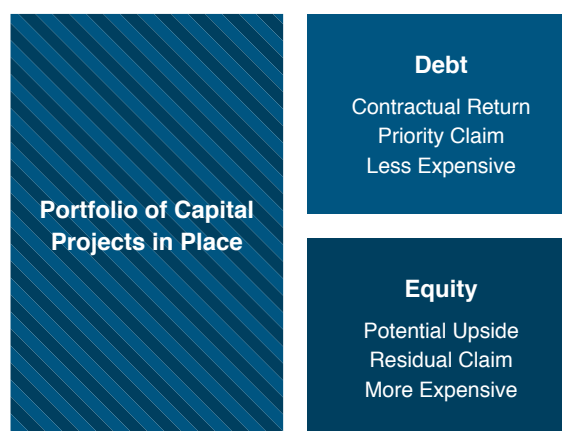 Portfolio of Capital
Projects in Place
Debt
Contractual Return
Priority Claim
Less Expensive
Equity
Potential Upside
Residual Claim
More Expensive